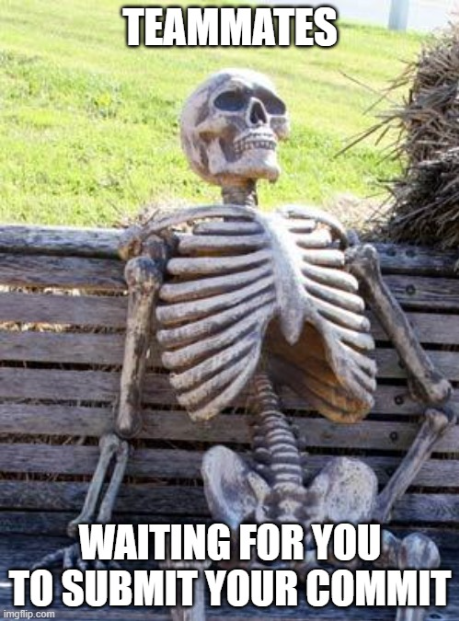 TEAMMATES
WAITING FOR YOU
TO SUBMIT YOUR COMMIT
imgflip.com